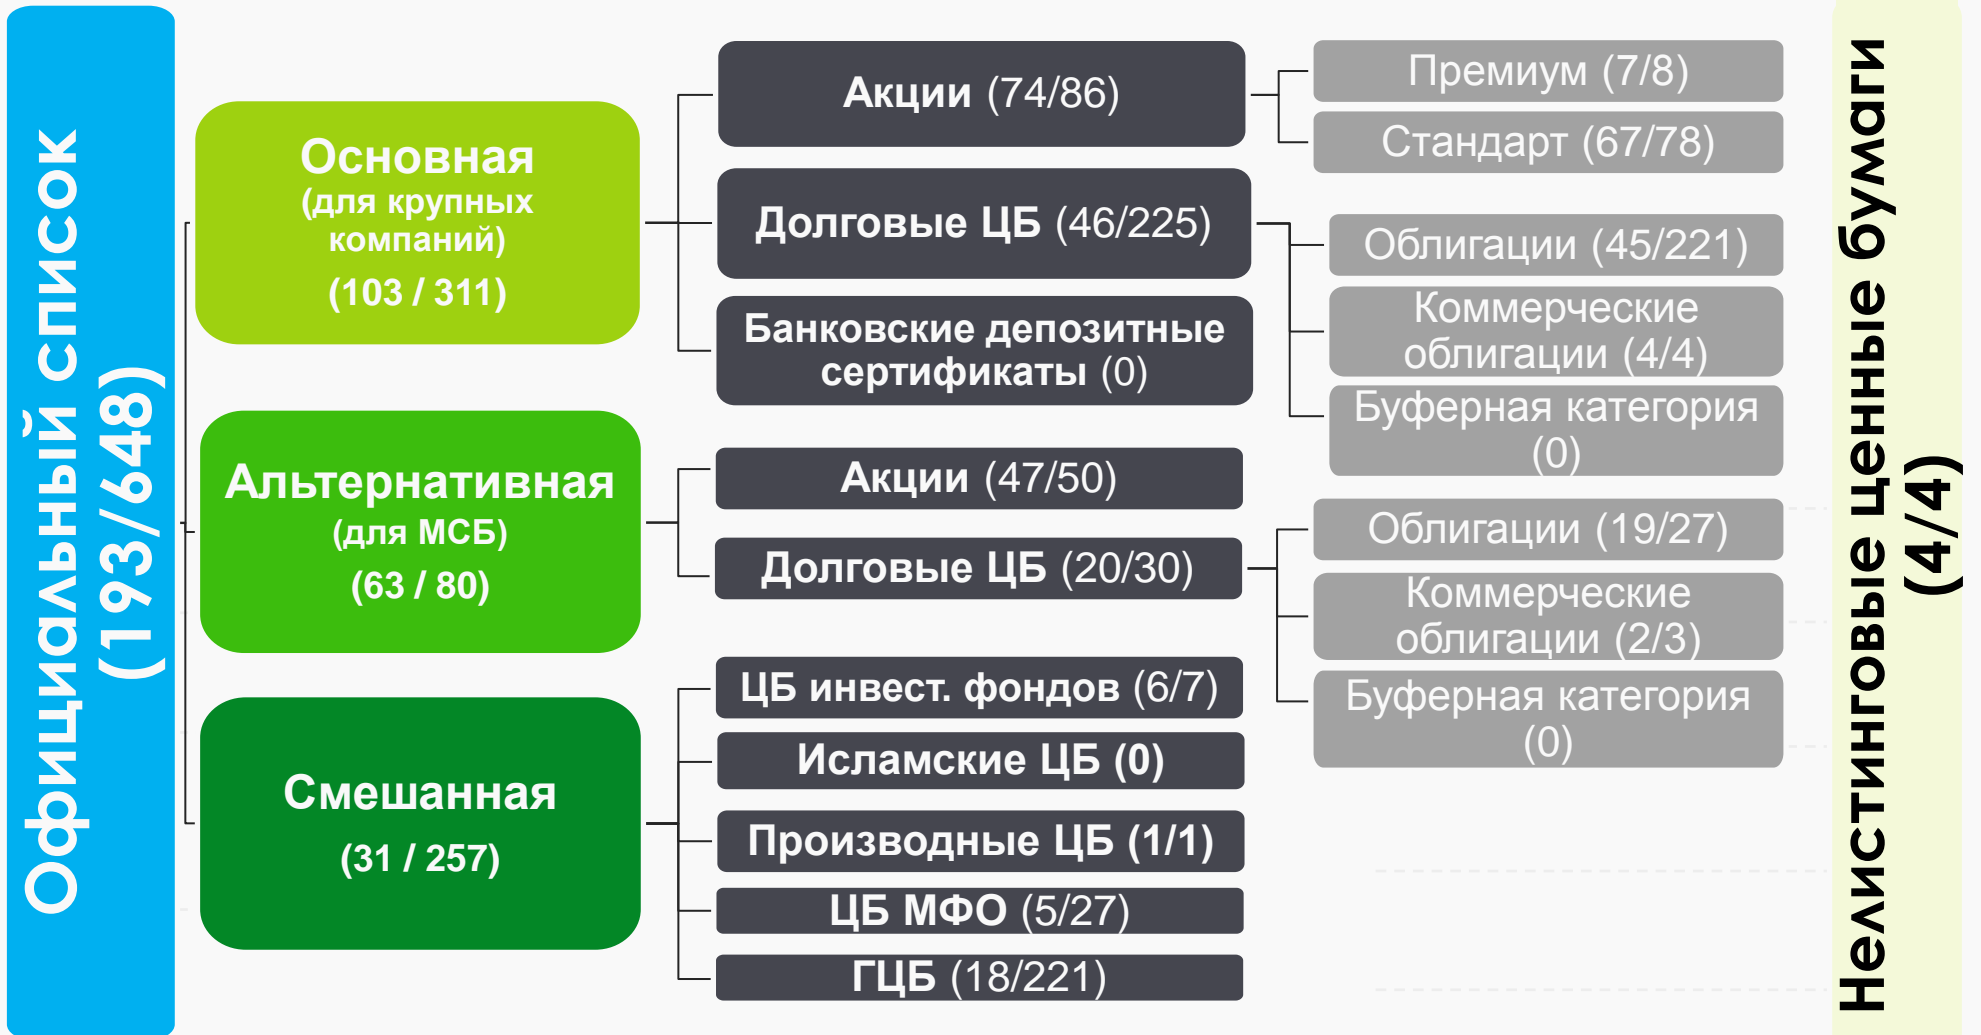 Официальный список
(193/648)
Основная
(для крупных
компаний)
(103 / 311)
Акции (74/86)
Премиум (7/8)
Стандарт (67/78)
Долговые ЦБ (46/225)
Облигации (45/221)
Коммерческие
облигации (4/4)
Буферная категория
(0)
Банковские депозитные
сертификаты (0)
Альтернативная
(для МСБ)
(63 / 80)
Акции (47/50)
Долговые ЦБ (20/30)
Облигации (19/27)
Коммерческие
облигации (2/3)
Буферная категория
(0)
Смешанная
(31 / 257)
ЦБ инвест. фондов (6/7)
Исламские ЦБ (0)
Производные ЦБ (1/1)
ЦБ МФО (5/27)
ГЦБ (18/221)
Нелистинговые ценные бумаги
(4/4)